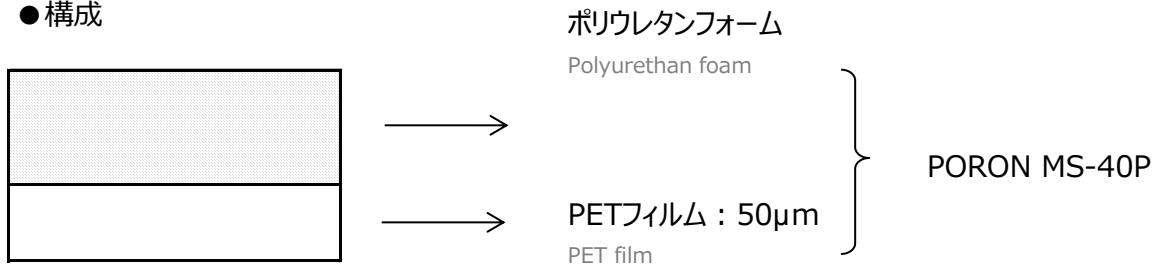 ●構成
ポリウレタンフォーム
Polyurethan foam
PORON MS-40P
PETフィルム：50µm
PET film